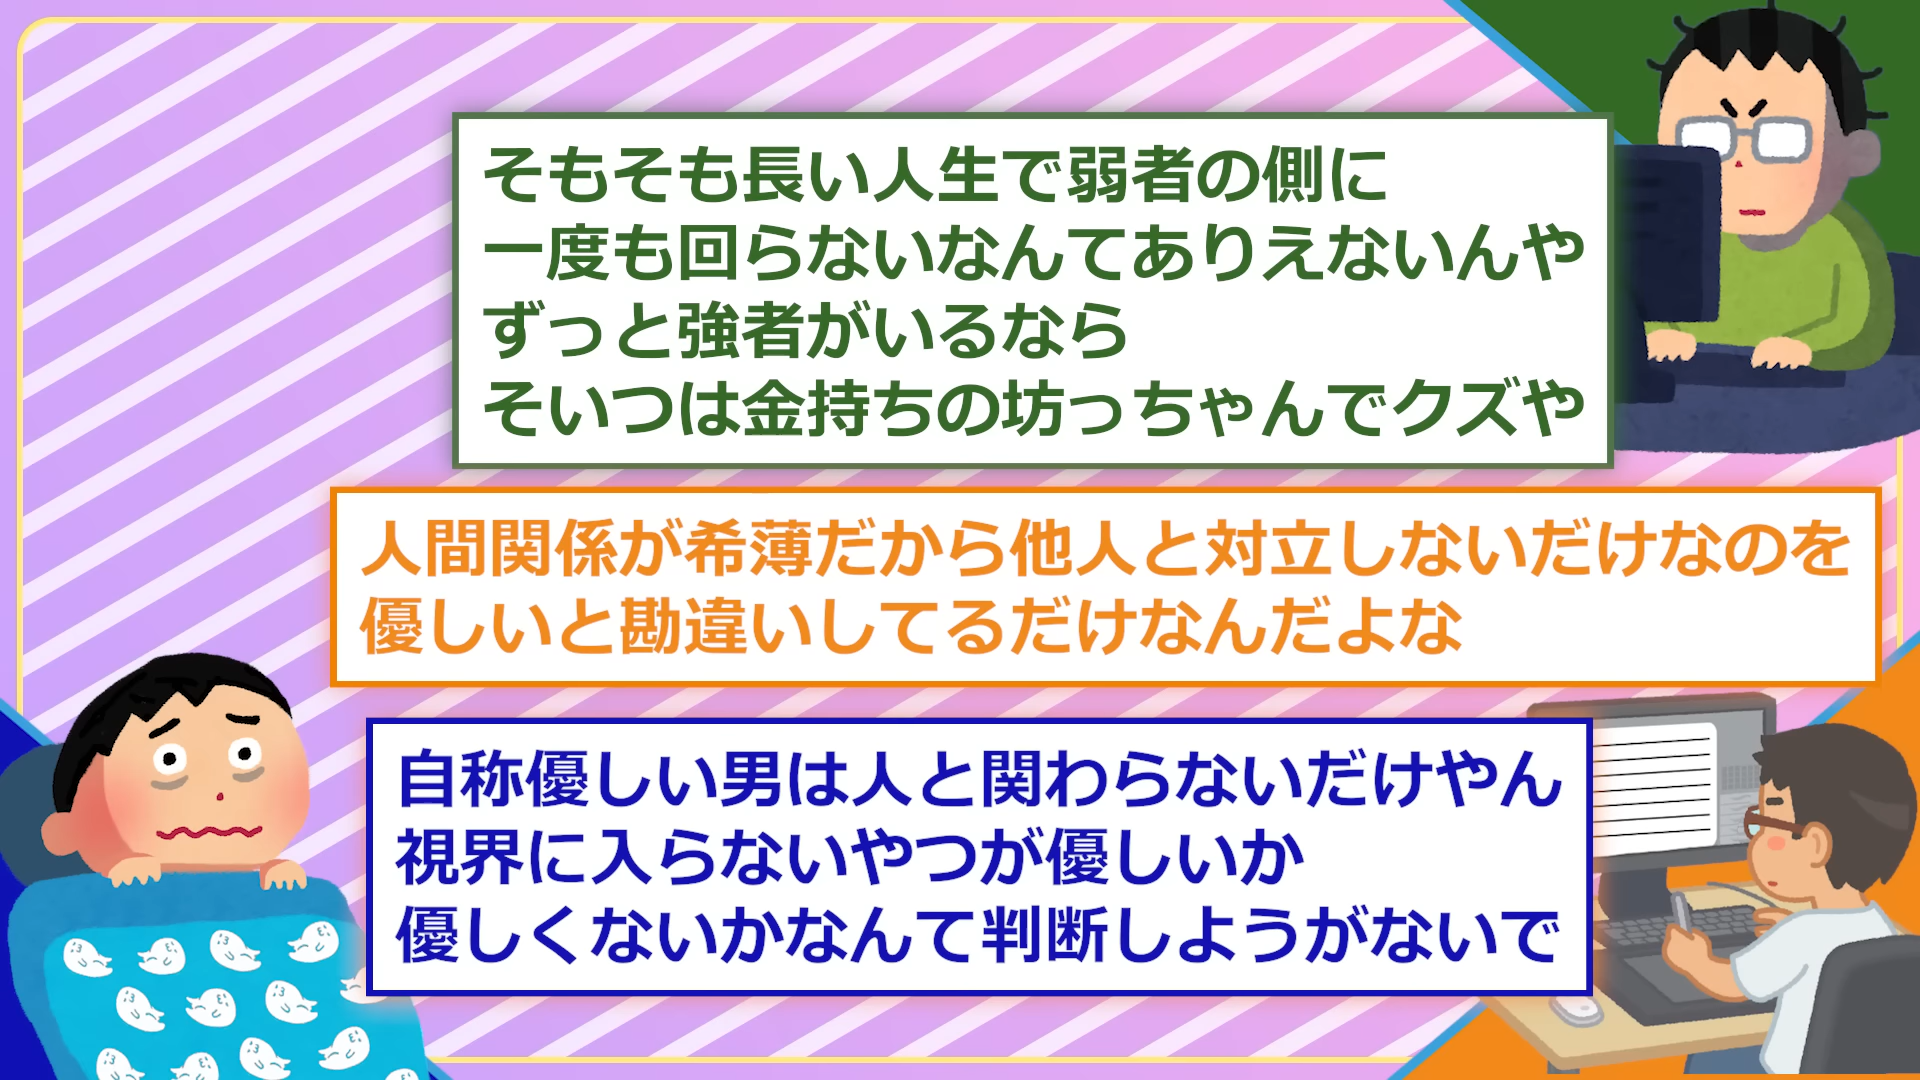 そもそも長い人生で弱者の側に
一度も回らないなんてありえないんや
ずっと強者がいるなら
そいつは金持ちの坊っちゃんでクズや
人間関係が希薄だから他人と対立しないだけなのを
優しいと勘違いしてるだけなんだよな
自称優しい男は人と関わらないだけやん
視界に入らないやつが優しいか
優しくないかなんて判断しようがないで